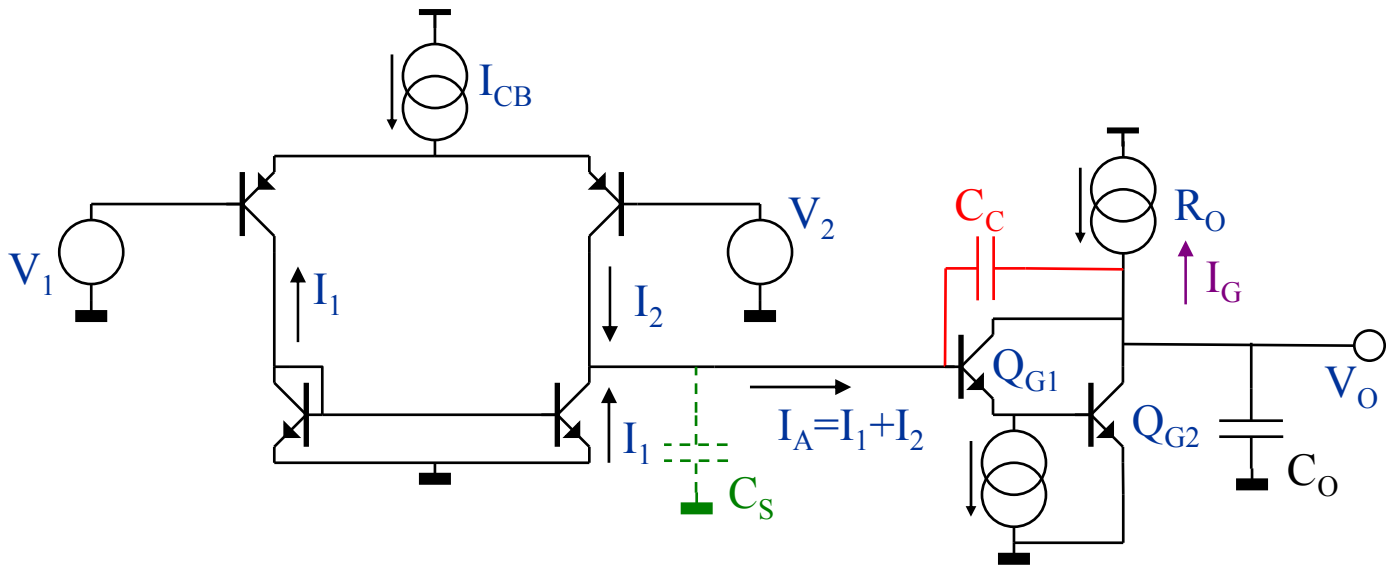 I_CB
V_1
V_2
I_1
I_2
I_1
C_S
I_A=I_1+I_2
C_C
Q_G1
Q_G2
R_O
I_G
V_O
C_O